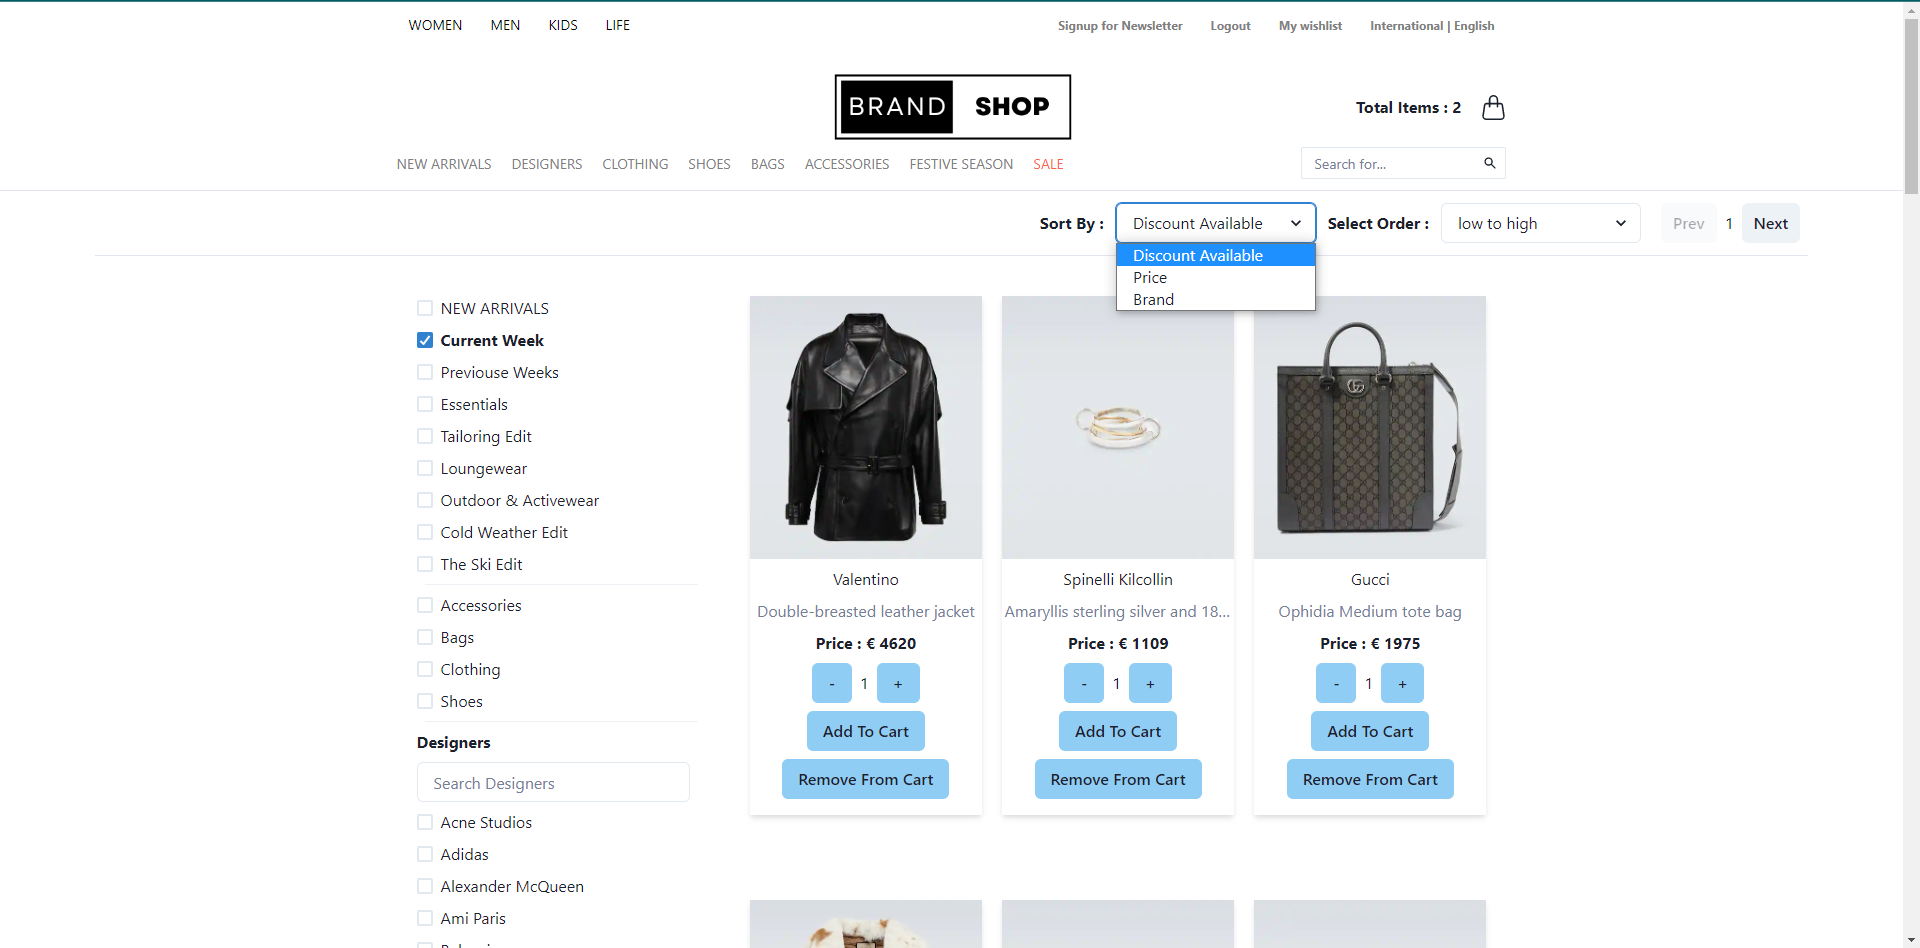 WOMEN MEN KIDS LIFE Signup for Newsletter Logout My wishlist International | English
BRAND SHOP
Total Items : 2
NEW ARRIVALS DESIGNERS CLOTHING SHOES BAGS ACCESSORIES FESTIVE SEASON SALE Search for...
Sort By : Discount Available Select Order : low to high Prev 1 Next
Discount Available
Price
Brand
NEW ARRIVALS
Current Week
Previouse Weeks
Essentials
Tailoring Edit
Loungewear
Outdoor & Activewear
Cold Weather Edit
The Ski Edit
Accessories
Bags
Clothing
Shoes
Designers
Search Designers
Acne Studios
Adidas
Alexander McQueen
Ami Paris
Valentino
Double-breasted leather jacket
Price : € 4620
- 1 +
Add To Cart
Remove From Cart
Spinelli Kilcollin
Amaryllis sterling silver and 18...
Price : € 1109
- 1 +
Add To Cart
Remove From Cart
Gucci
Ophidia Medium tote bag
Price : € 1975
- 1 +
Add To Cart
Remove From Cart